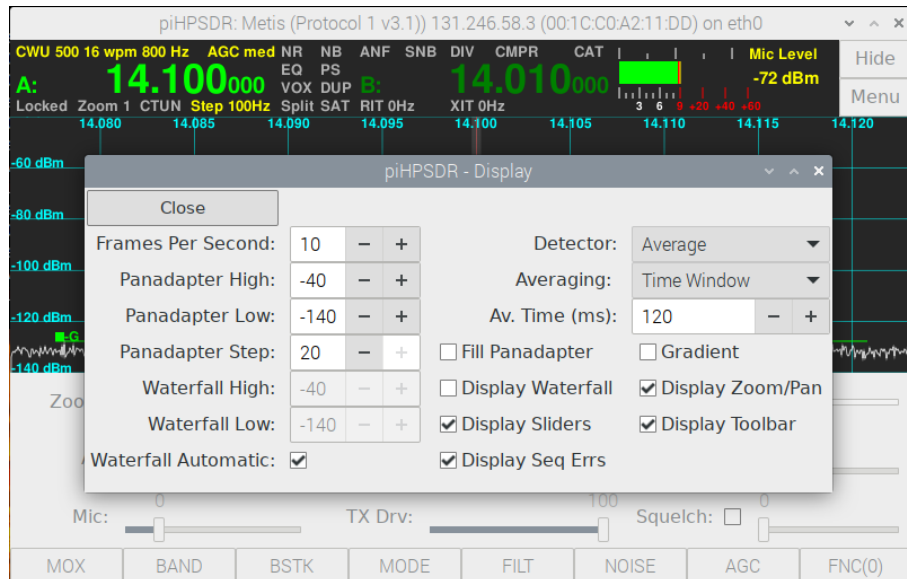 piHPSDR: Metis (Protocol 1 v3.1)) 131.246.58.3 (00:1C:C0:A2:11:DD) on eth0
CWU 500 16 wpm 800 Hz AGC med NR NB ANF SNB DIV CMPR CAT Mic Level Hide
A: 14.100000 EQ PS VOX DUP B: 14.010000 -72 dBm
Locked Zoom 1 CTUN Step 100Hz Split SAT RIT 0Hz XIT 0Hz 3 6 9 +20 +40 +60 Menu
14.080 14.085 14.090 14.095 14.100 14.105 14.110 14.115 14.120
-60 dBm
piHPSDR - Display
Close
-80 dBm
Frames Per Second: 10 − + Detector: Average
-100 dBm
Panadapter High: -40 − + Averaging: Time Window
Panadapter Low: -140 − + Av. Time (ms): 120 − +
-120 dBm
-G
Panadapter Step: 20 − + Fill Panadapter Gradient
-140 dBm
Waterfall High: -40 − + Display Waterfall Display Zoom/Pan
Zoo
Waterfall Low: -140 − + Display Sliders Display Toolbar
Waterfall Automatic: Display Seq Errs
0 100 0
Mic: TX Drv: Squelch:
MOX BAND BSTK MODE FILT NOISE AGC FNC(0)